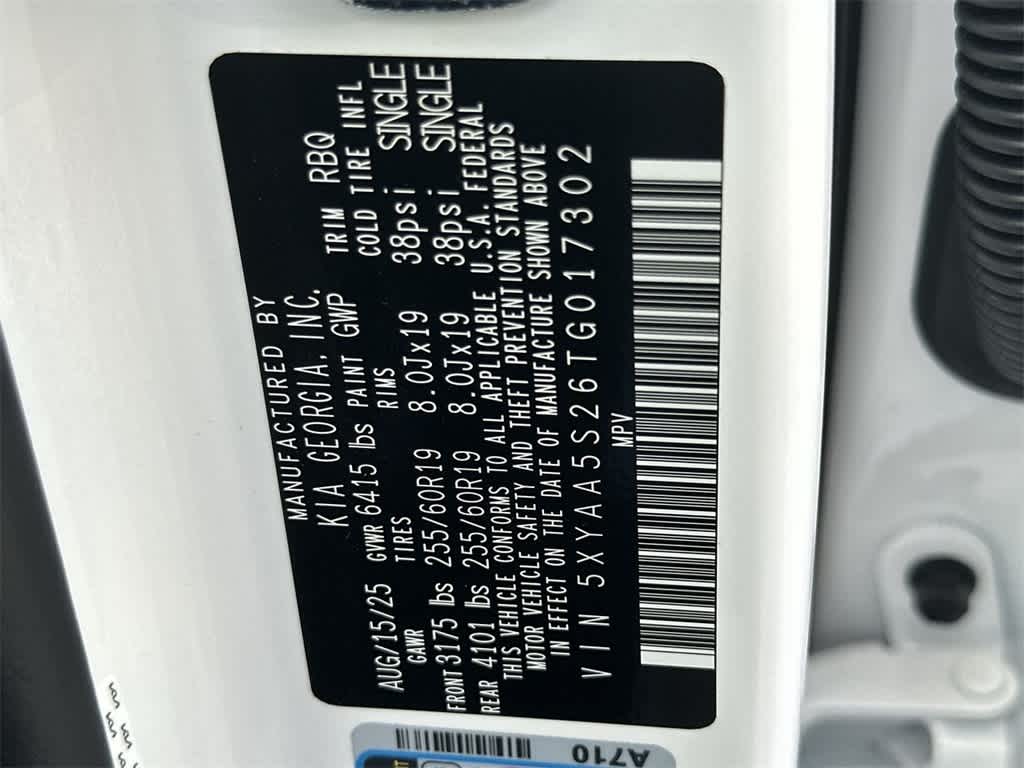 MANUFACTURED BY
KIA GEORGIA, INC.
TRIM RBQ
AUG/15/25 GVWR 6415 lbs PAINT GWP
GAWR TIRES RIMS COLD TIRE INFL
FRONT 3175 lbs 255/60R19 8.0Jx19 38psi SINGLE
REAR 4101 lbs 255/60R19 8.0Jx19 38psi SINGLE
THIS VEHICLE CONFORMS TO ALL APPLICABLE U.S.A. FEDERAL
MOTOR VEHICLE SAFETY AND THEFT PREVENTION STANDARDS
IN EFFECT ON THE DATE OF MANUFACTURE SHOWN ABOVE
VIN 5XYAA5S26TG017302
MPV
A710